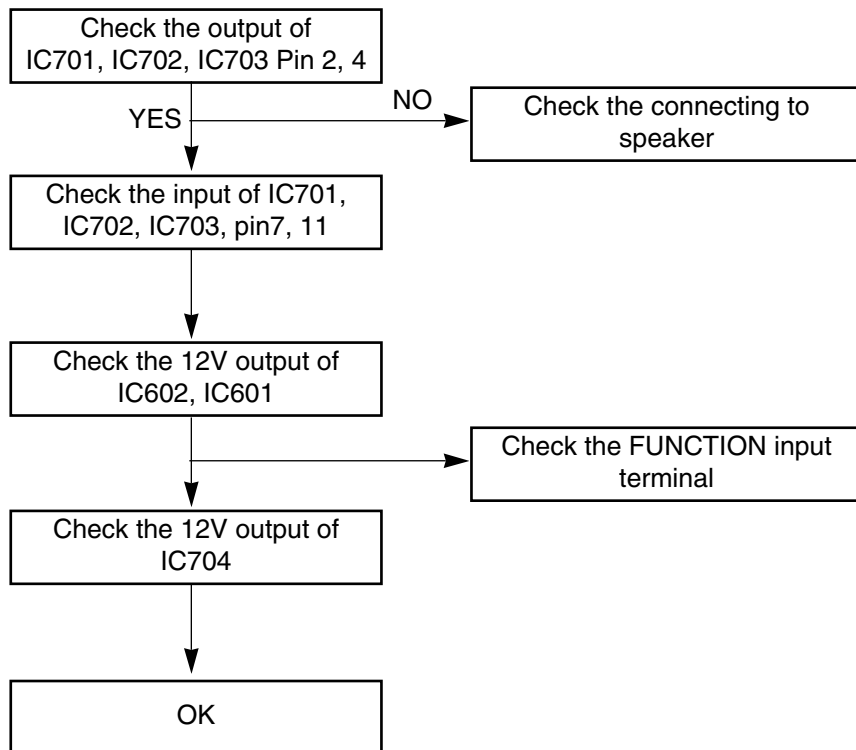 Check the output of
IC701, IC702, IC703 Pin 2, 4
YES
NO
Check the connecting to
speaker
Check the input of IC701,
IC702, IC703, pin7, 11
Check the 12V output of
IC602, IC601
Check the FUNCTION input
terminal
Check the 12V output of
IC704
OK